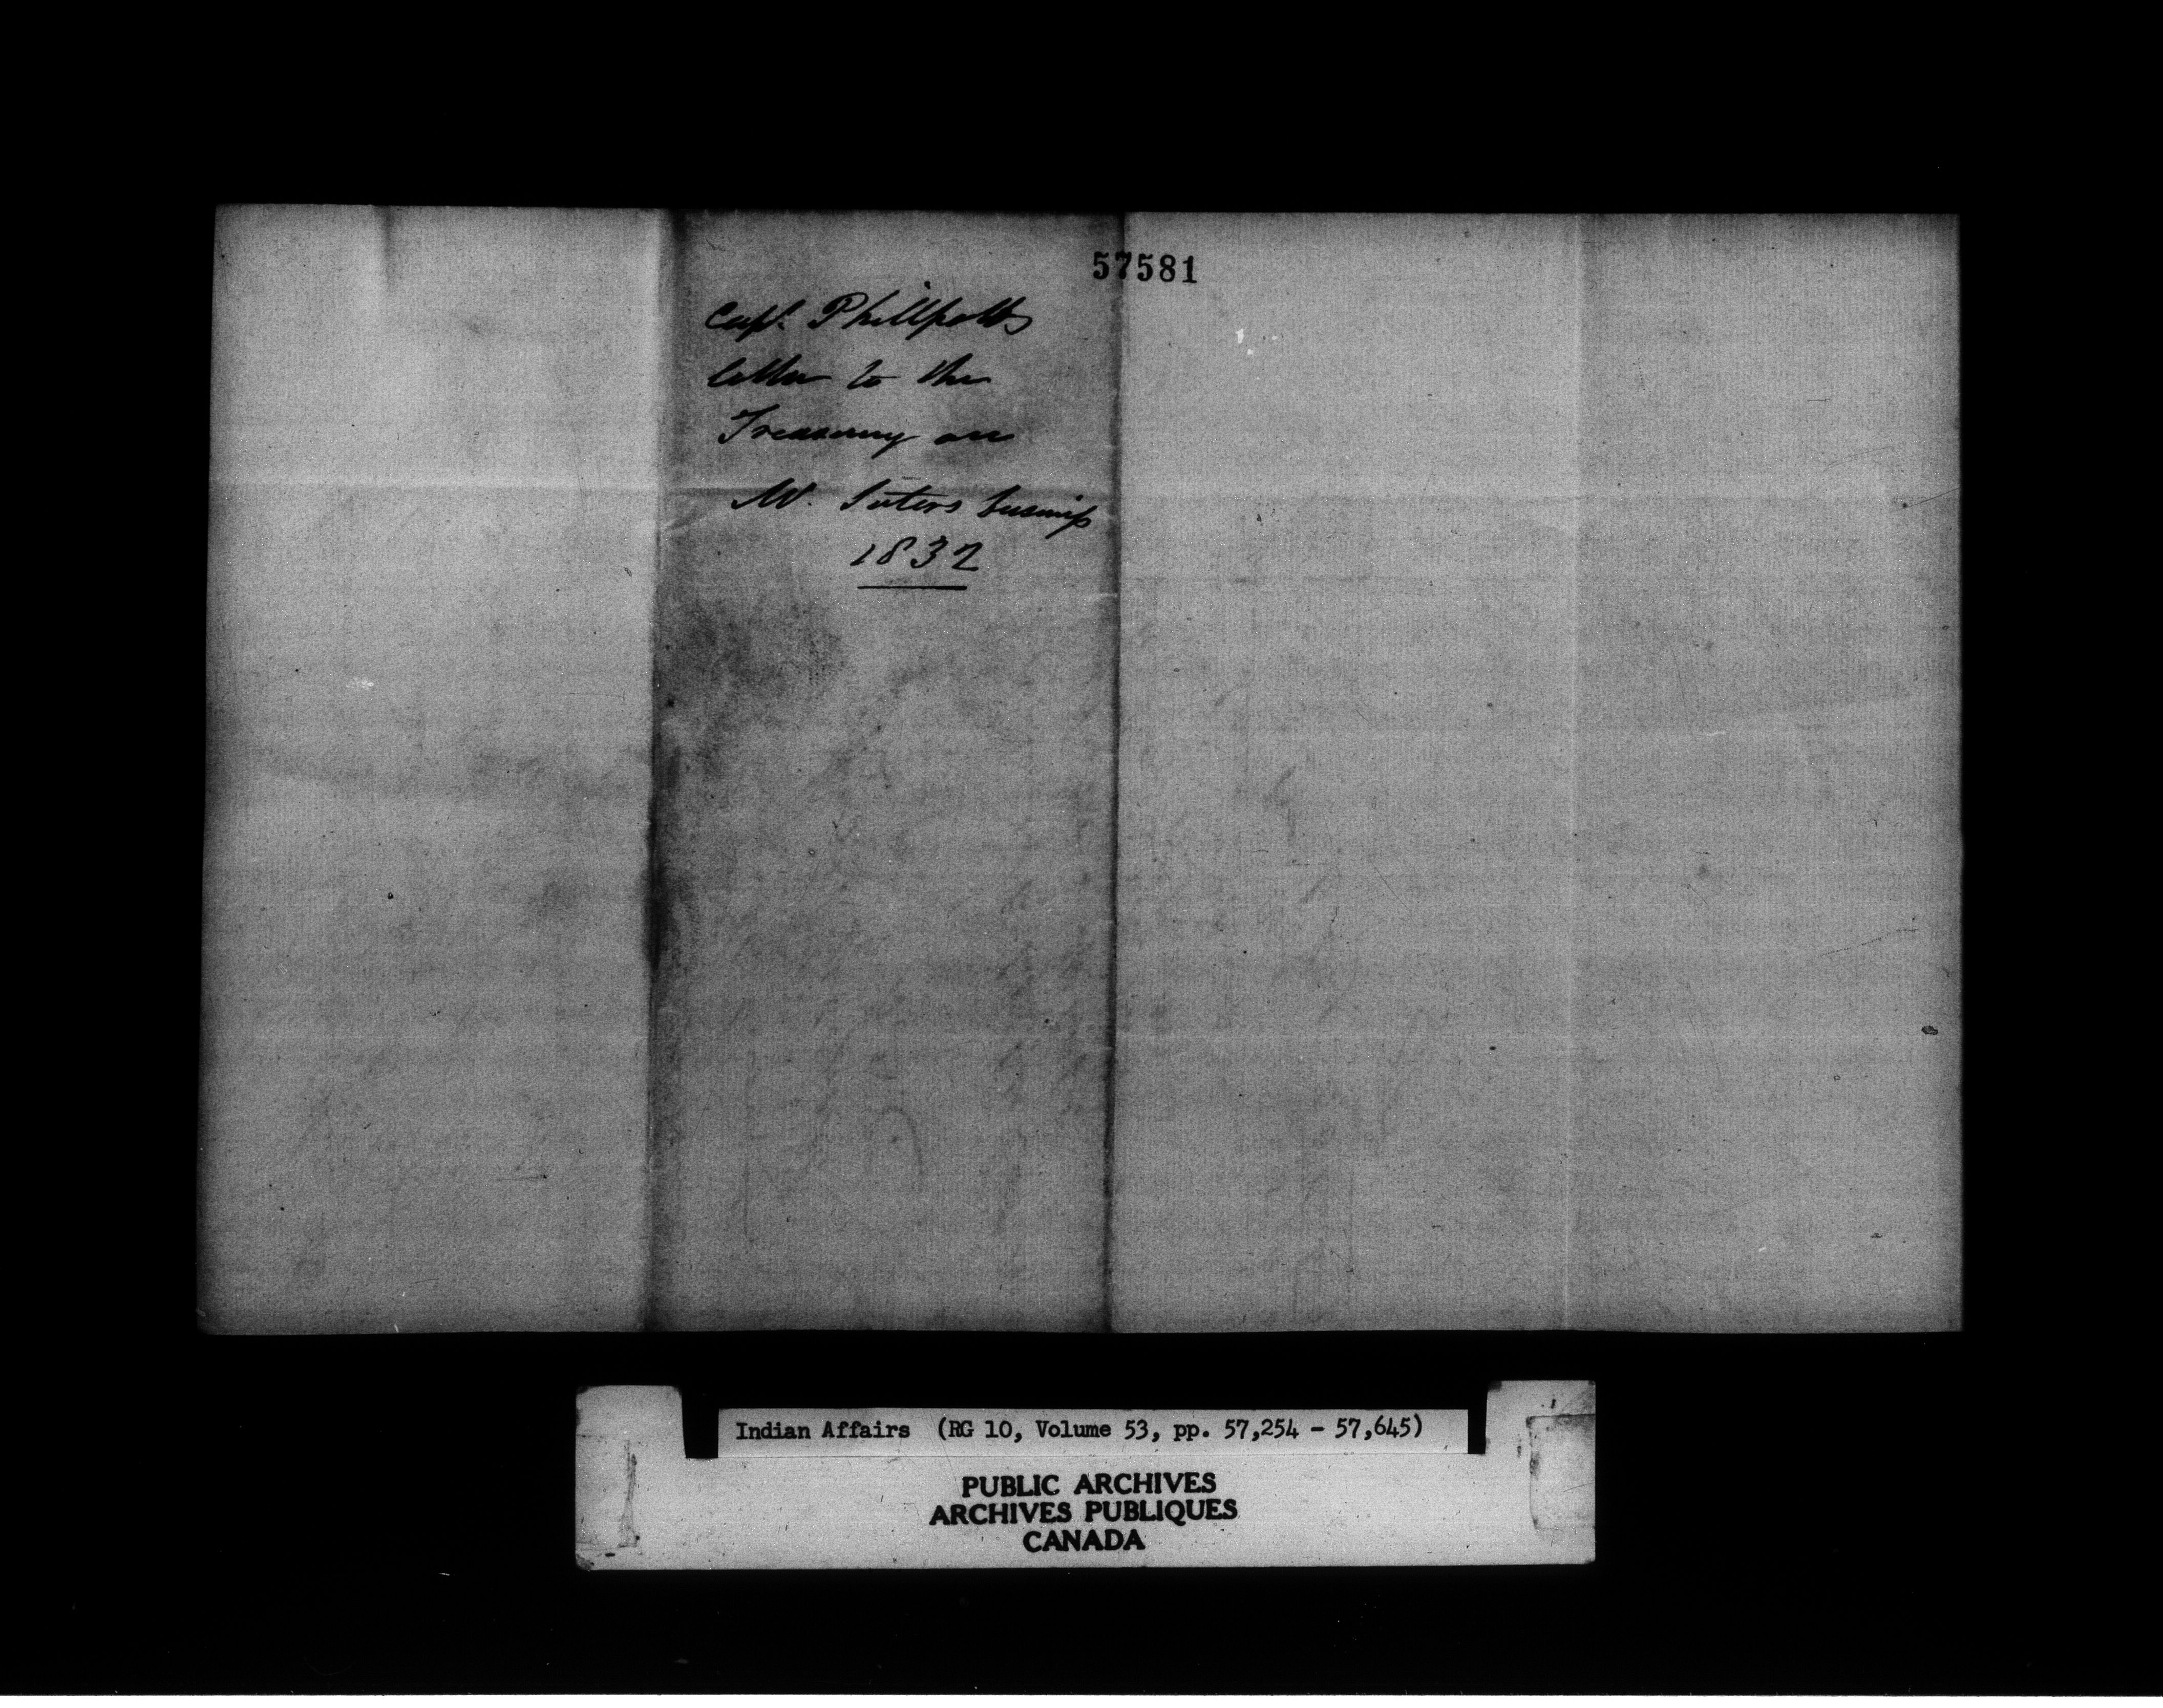 57581
Capt. Phillpotts
letter to the
Treasury on
Mr. Suters business
1832
Indian Affairs (RG 10, Volume 53, pp. 57,254 - 57,645)
PUBLIC ARCHIVES
ARCHIVES PUBLIQUES
CANADA